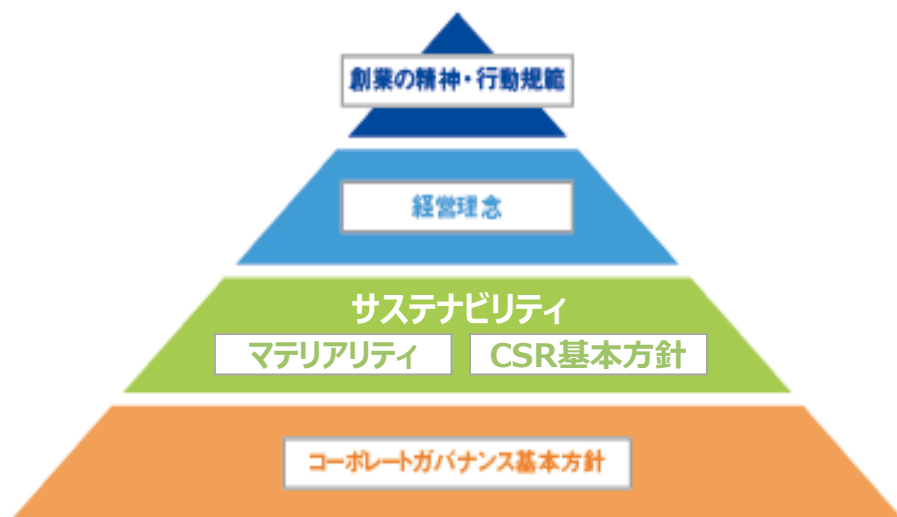 創業の精神・行動規範
経営理念
サステナビリティ
マテリアリティ CSR基本方針
コーポレートガバナンス基本方針